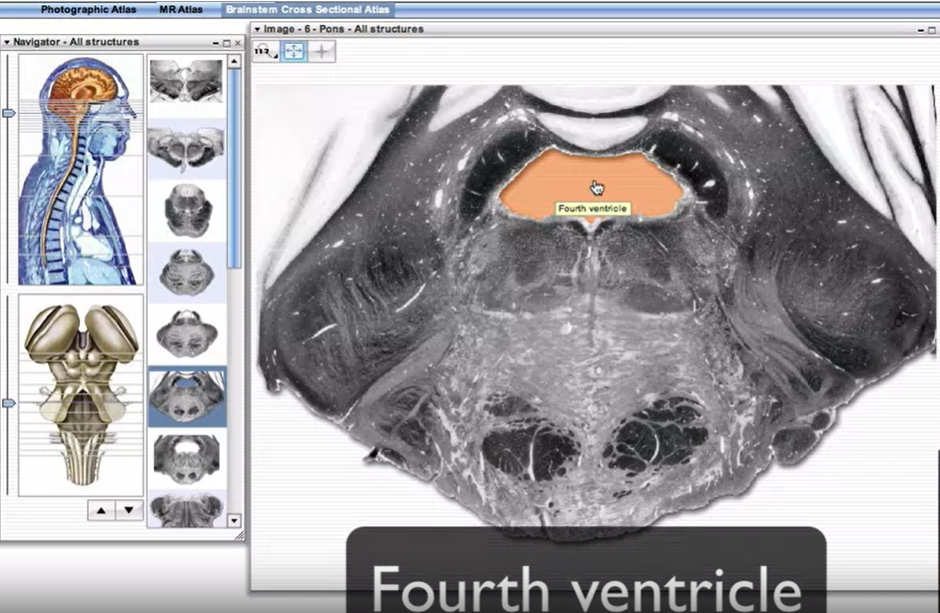 Photographic Atlas MR Atlas Brainstem Cross Sectional Atlas
Navigator - All structures
Image - 6 - Pons - All structures
Fourth ventricle
Fourth ventricle